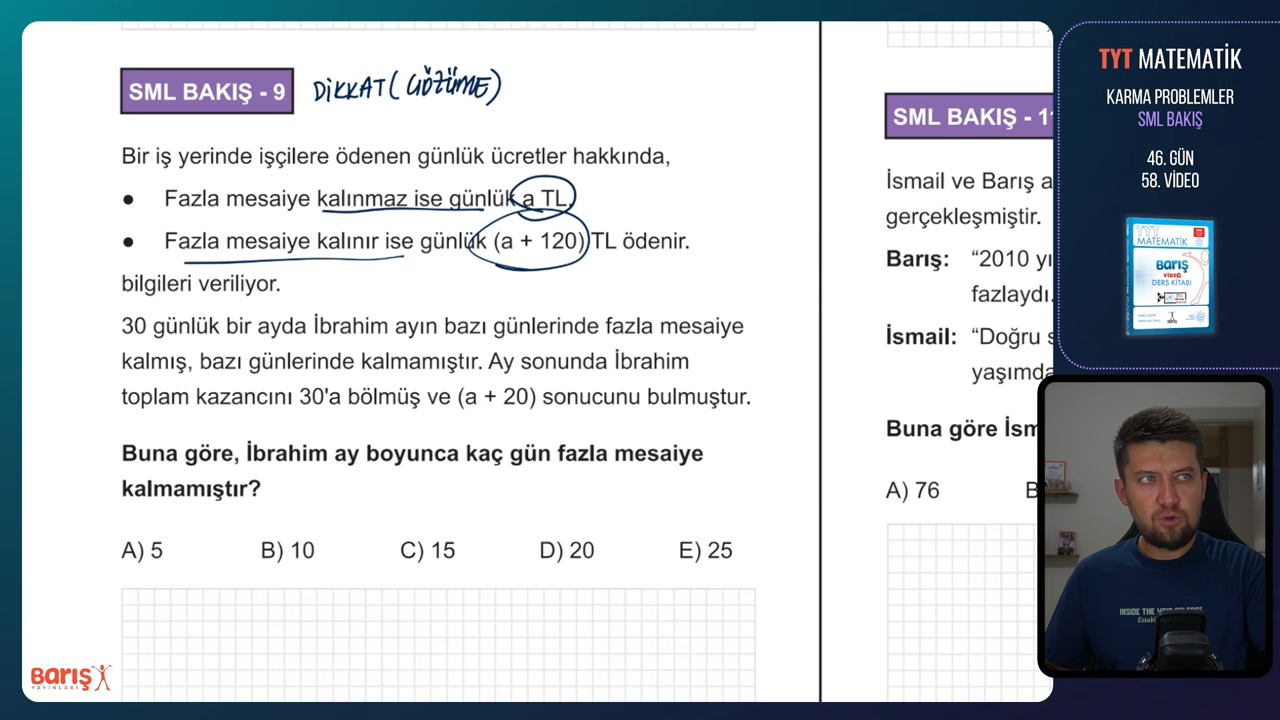 SML BAKIŞ - 9
DİKKAT (ÇÖZÜME)
Bir iş yerinde işçilere ödenen günlük ücretler hakkında,
● Fazla mesaiye kalınmaz ise günlük a TL,
● Fazla mesaiye kalınır ise günlük (a + 120) TL ödenir.
bilgileri veriliyor.
30 günlük bir ayda İbrahim ayın bazı günlerinde fazla mesaiye
kalmış, bazı günlerinde kalmamıştır. Ay sonunda İbrahim
toplam kazancını 30'a bölmüş ve (a + 20) sonucunu bulmuştur.
Buna göre, İbrahim ay boyunca kaç gün fazla mesaiye
kalmamıştır?
A) 5 B) 10 C) 15 D) 20 E) 25
BARIŞ
YAYINLARI
SML BAKIŞ - 1
İsmail ve Barış a
gerçekleşmiştir.
Barış: “2010 yı
fazlaydı.
İsmail: “Doğru s
yaşımda
Buna göre İsm
A) 76 B
TYT MATEMATİK
KARMA PROBLEMLER
SML BAKIŞ
46. GÜN
58. VİDEO
TYT
MATEMATİK
BARIŞ
VİDEO
DERS KİTABI
INSIDE THE